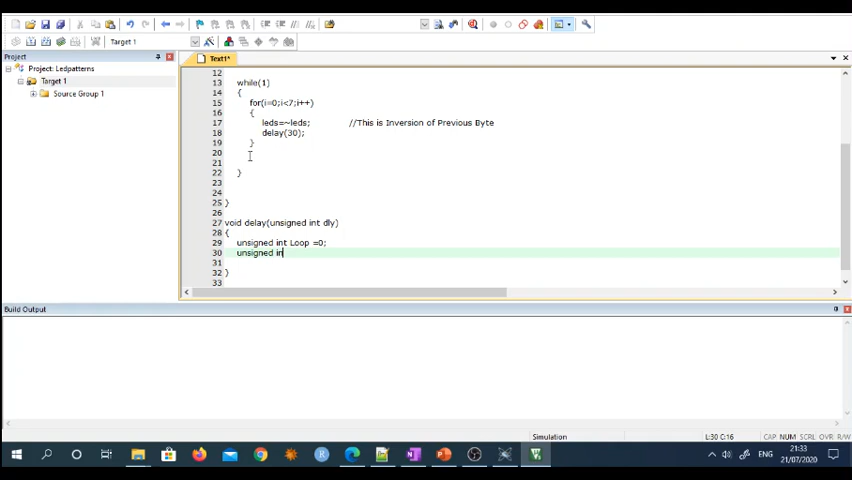 Target 1
Project
Text1*
Project: Ledpatterns
Target 1
Source Group 1
12
13 while(1)
14 {
15 for(i=0;i<7;i++)
16 {
17 leds=~leds; //This is Inversion of Previous Byte
18 delay(30);
19 }
20
21
22 }
23
24
25 }
26
27 void delay(unsigned int dly)
28 {
29 unsigned int Loop =0;
30 unsigned in
31
32 }
33
Build Output
Simulation
L:30 C:16
CAP NUM SCRL OVR R/W
ENG
21:33
21/07/2020